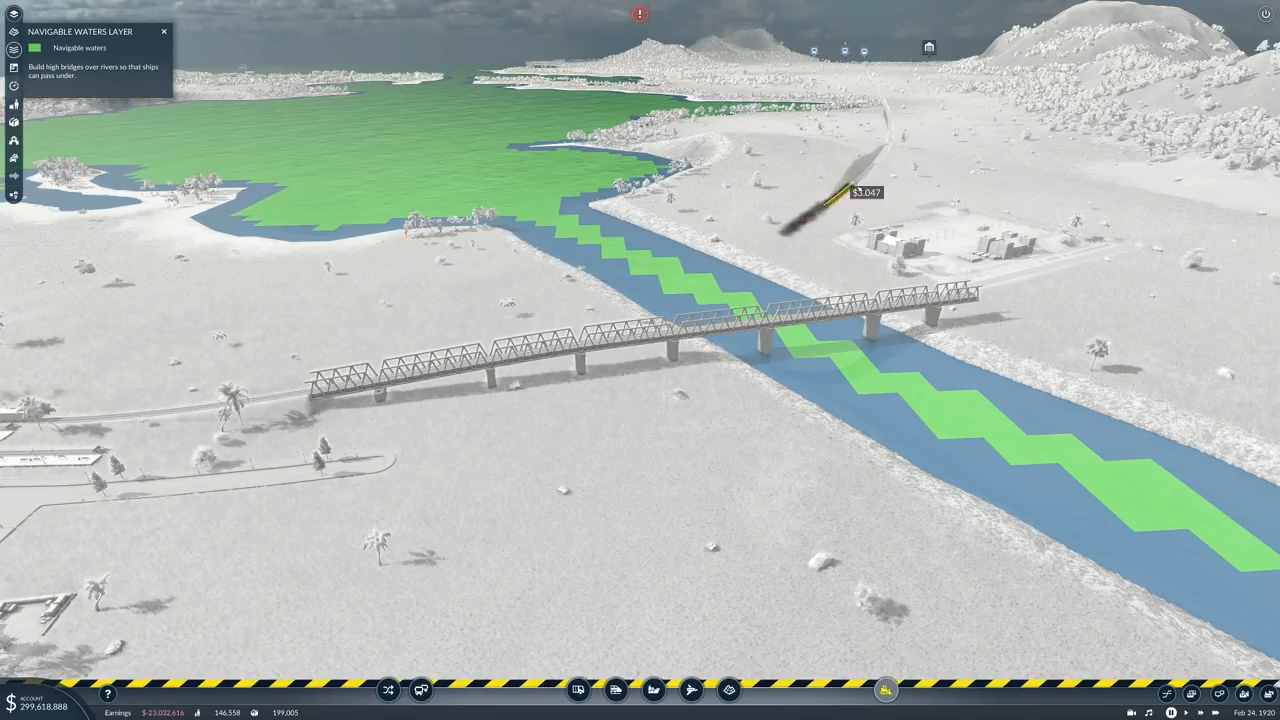 NAVIGABLE WATERS LAYER
Navigable waters
Build high bridges over rivers so that ships
can pass under.
$3.047
$ ACCOUNT
299,618,888
?
Earnings $-23.032.616 146,558 199,005
Feb 24, 1920